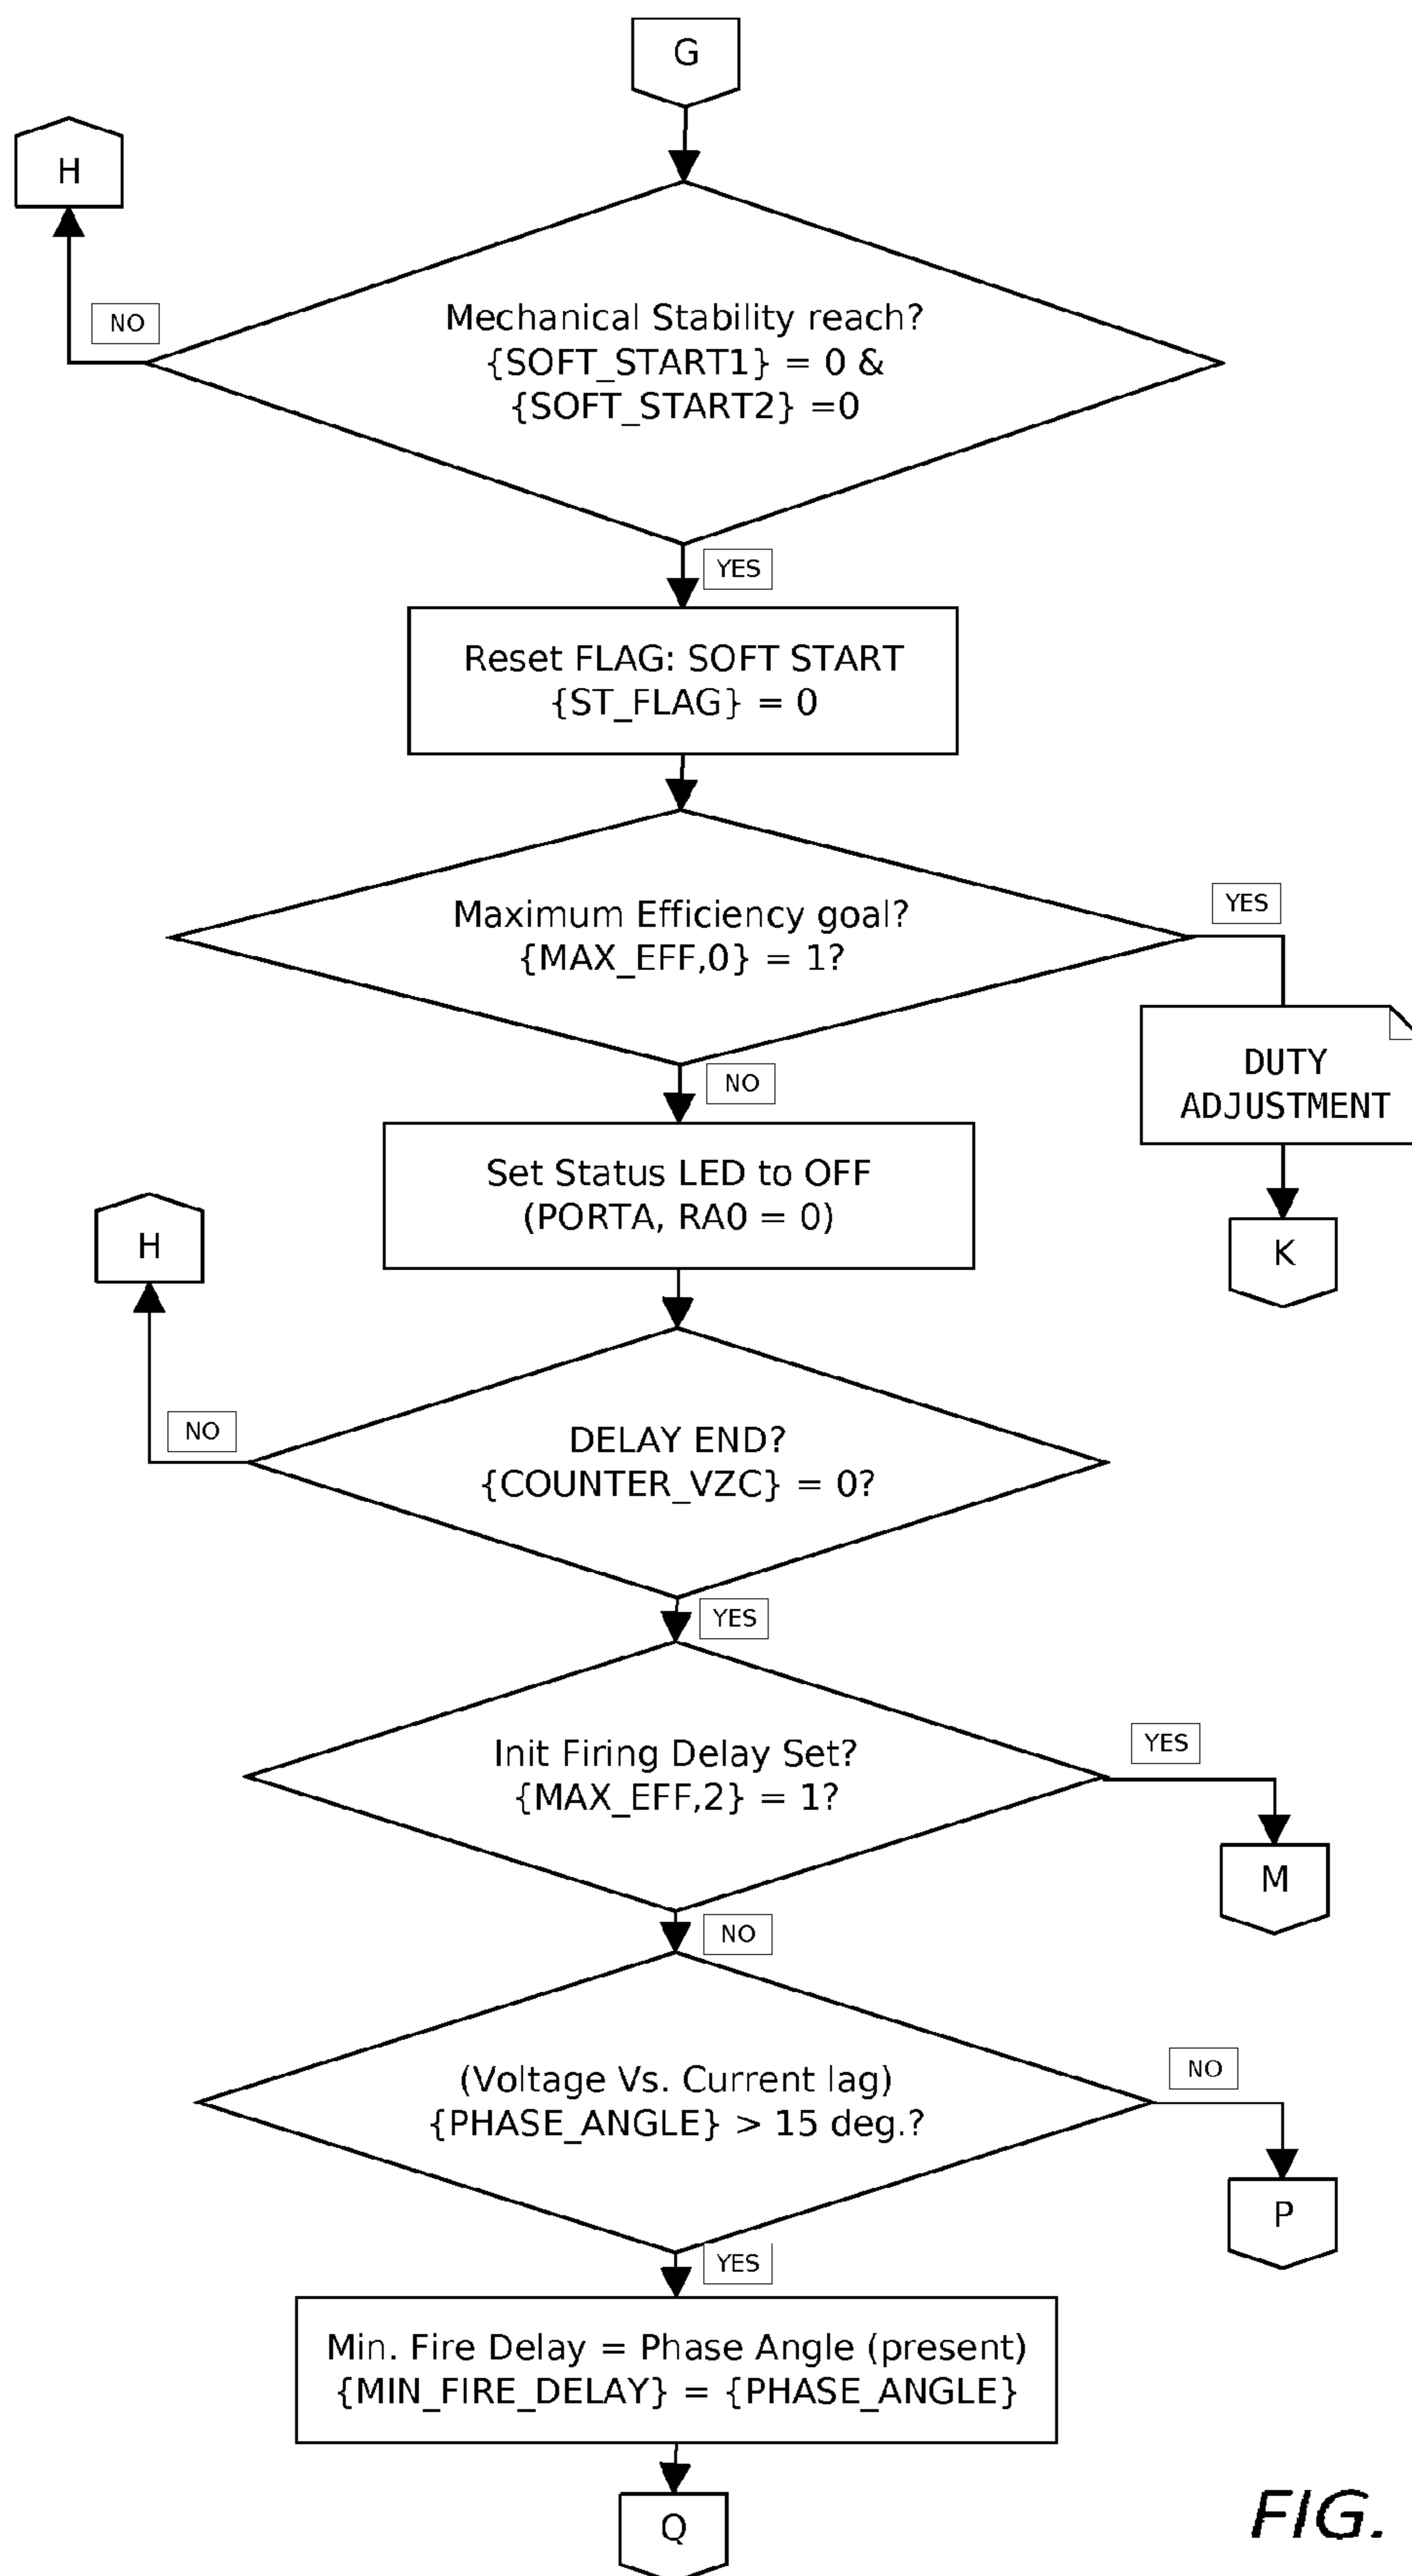 G
H
NO
Mechanical Stability reach?
{SOFT_START1} = 0 &
{SOFT_START2} =0
YES
Reset FLAG: SOFT START
{ST_FLAG} = 0
Maximum Efficiency goal?
{MAX_EFF,0} = 1?
YES
DUTY
ADJUSTMENT
K
NO
Set Status LED to OFF
(PORTA, RA0 = 0)
H
NO
DELAY END?
{COUNTER_VZC} = 0?
YES
Init Firing Delay Set?
{MAX_EFF,2} = 1?
YES
M
NO
(Voltage Vs. Current lag)
{PHASE_ANGLE} > 15 deg.?
NO
P
YES
Min. Fire Delay = Phase Angle (present)
{MIN_FIRE_DELAY} = {PHASE_ANGLE}
Q
FIG.